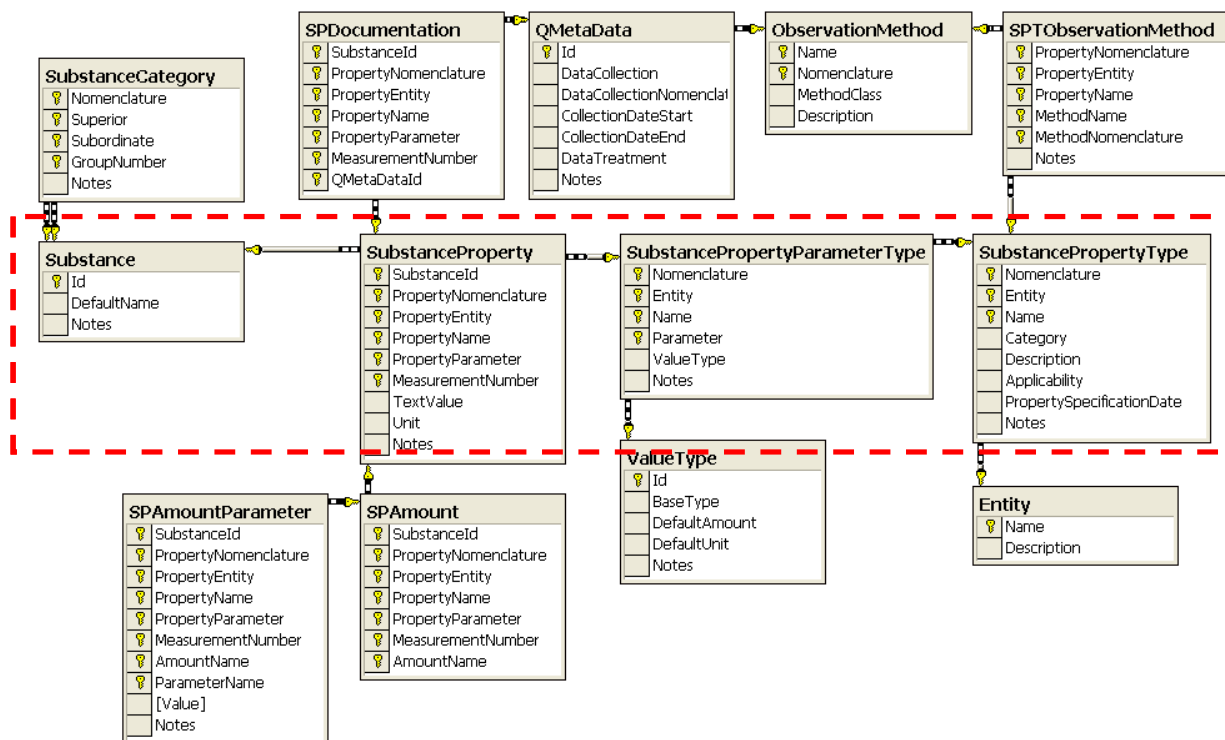 SPDocumentation
SubstanceId
PropertyNomenclature
PropertyEntity
PropertyName
PropertyParameter
MeasurementNumber
QMetaDataId
QMetaData
Id
DataCollection
DataCollectionNomenclat
CollectionDateStart
CollectionDateEnd
DataTreatment
Notes
ObservationMethod
Name
Nomenclature
MethodClass
Description
SPTObservationMethod
PropertyNomenclature
PropertyEntity
PropertyName
MethodName
MethodNomenclature
Notes
SubstanceCategory
Nomenclature
Superior
Subordinate
GroupNumber
Notes
Substance
Id
DefaultName
Notes
SubstanceProperty
SubstanceId
PropertyNomenclature
PropertyEntity
PropertyName
PropertyParameter
MeasurementNumber
TextValue
Unit
Notes
SubstancePropertyParameterType
Nomenclature
Entity
Name
Parameter
ValueType
Notes
SubstancePropertyType
Nomenclature
Entity
Name
Category
Description
Applicability
PropertySpecificationDate
Notes
ValueType
Id
BaseType
DefaultAmount
DefaultUnit
Notes
Entity
Name
Description
SPAmountParameter
SubstanceId
PropertyNomenclature
PropertyEntity
PropertyName
PropertyParameter
MeasurementNumber
AmountName
ParameterName
[Value]
Notes
SPAmount
SubstanceId
PropertyNomenclature
PropertyEntity
PropertyName
PropertyParameter
MeasurementNumber
AmountName